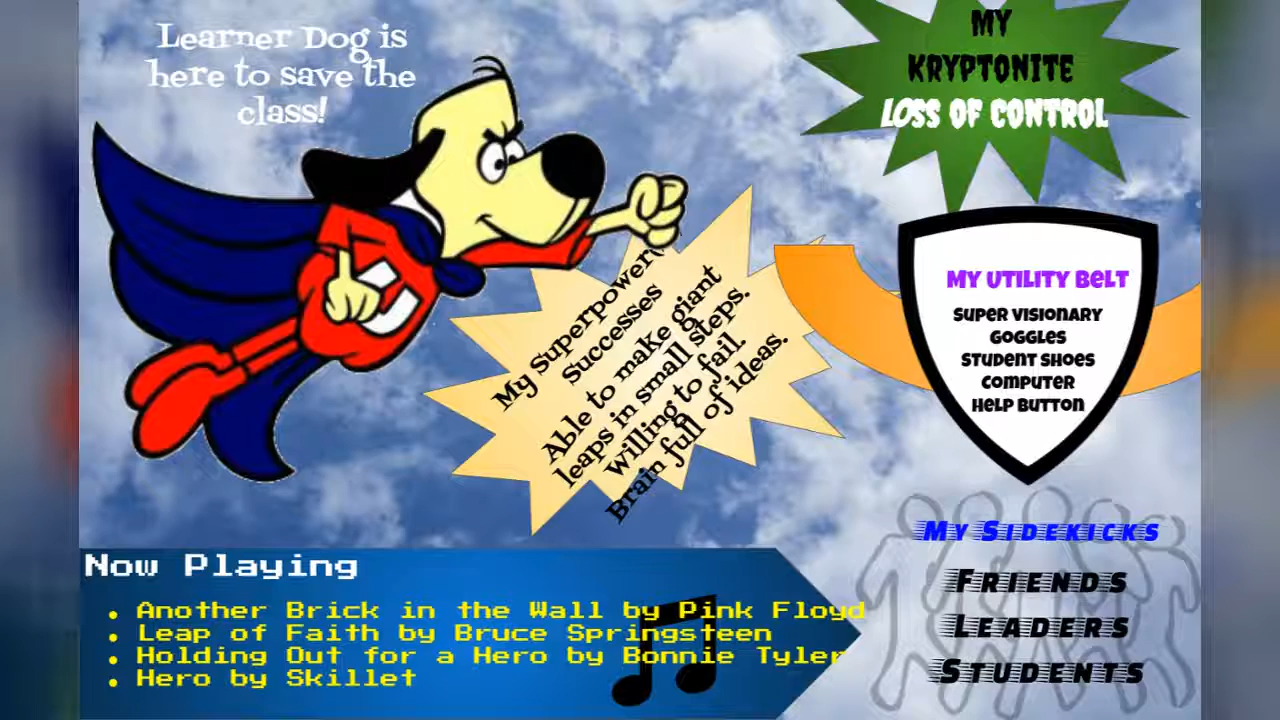 Learner Dog is
here to save the
class!
MY
KRYPTONITE
LOSS OF CONTROL
My Superpower(
Successes
Able to make giant
leaps in small steps.
Willing to fail.
Brain full of ideas.
My Utility Belt
Super Visionary
Goggles
Student Shoes
Computer
Help Button
My Sidekicks
Friends
Leaders
Students
Now Playing
• Another Brick in the Wall by Pink Floyd
• Leap of Faith by Bruce Springsteen
• Holding Out for a Hero by Bonnie Tyler
• Hero by Skillet